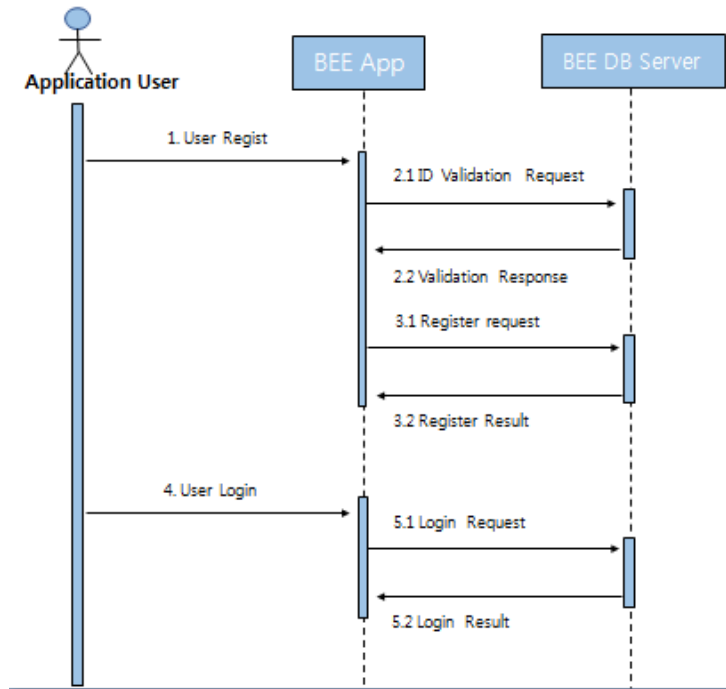 BEE App
BEE DB Server
Application User
1. User Regist
2.1 ID Validation Request
2.2 Validation Response
3.1 Register request
3.2 Register Result
4. User Login
5.1 Login Request
5.2 Login Result